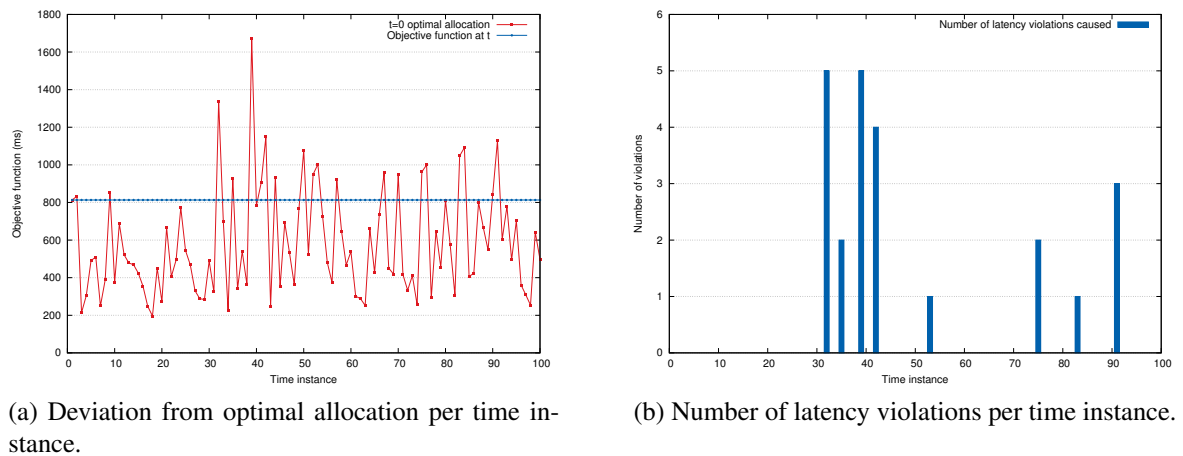 t=0 optimal allocation
Objective function at t
1800
1600
1400
1200
1000
800
600
400
200
0
Objective function (ms)
0 10 20 30 40 50 60 70 80 90 100
Time instance
(a) Deviation from optimal allocation per time in-
stance.
Number of latency violations caused
6
5
4
3
2
1
0
Number of violations
0 10 20 30 40 50 60 70 80 90 100
Time instance
(b) Number of latency violations per time instance.